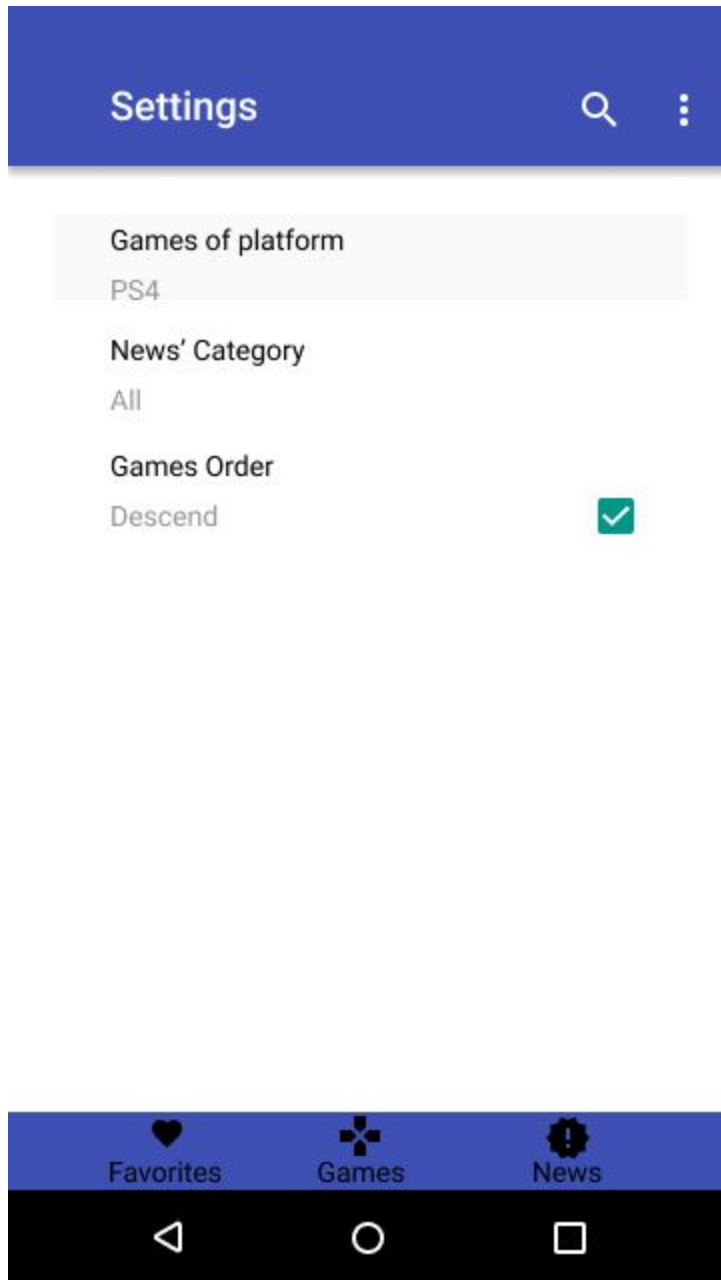 Settings
Games of platform
PS4
News’ Category
All
Games Order
Descend
Favorites Games News